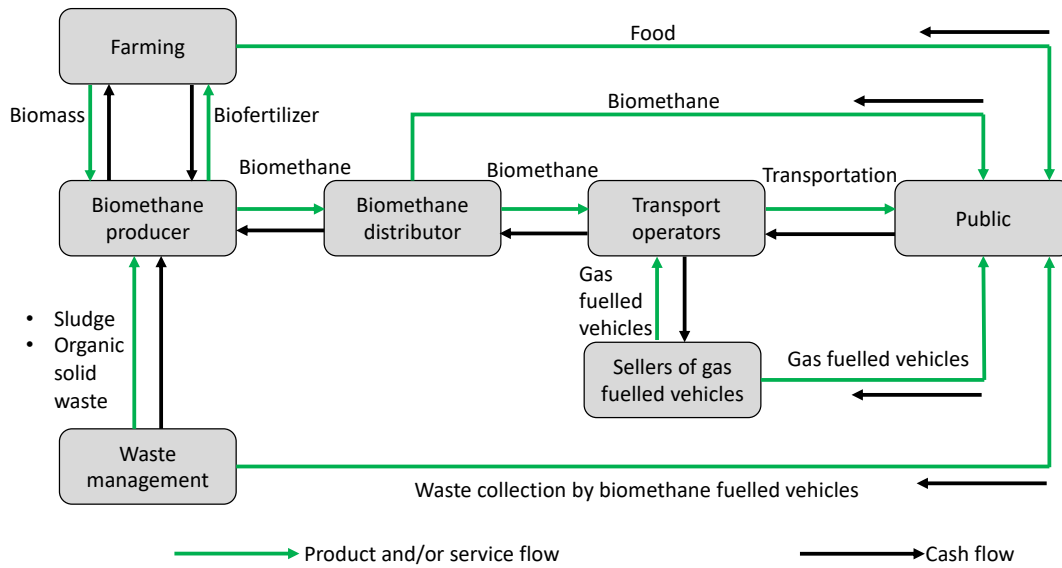 Food
Farming
Biomethane
Biomass
Biofertilizer
Biomethane
Biomethane
Transportation
Biomethane
producer
Biomethane
distributor
Transport
operators
Public
Gas
fuelled
vehicles
• Sludge
• Organic
solid
waste
Sellers of gas
fuelled vehicles
Gas fuelled vehicles
Waste
management
Waste collection by biomethane fuelled vehicles
Product and/or service flow
Cash flow